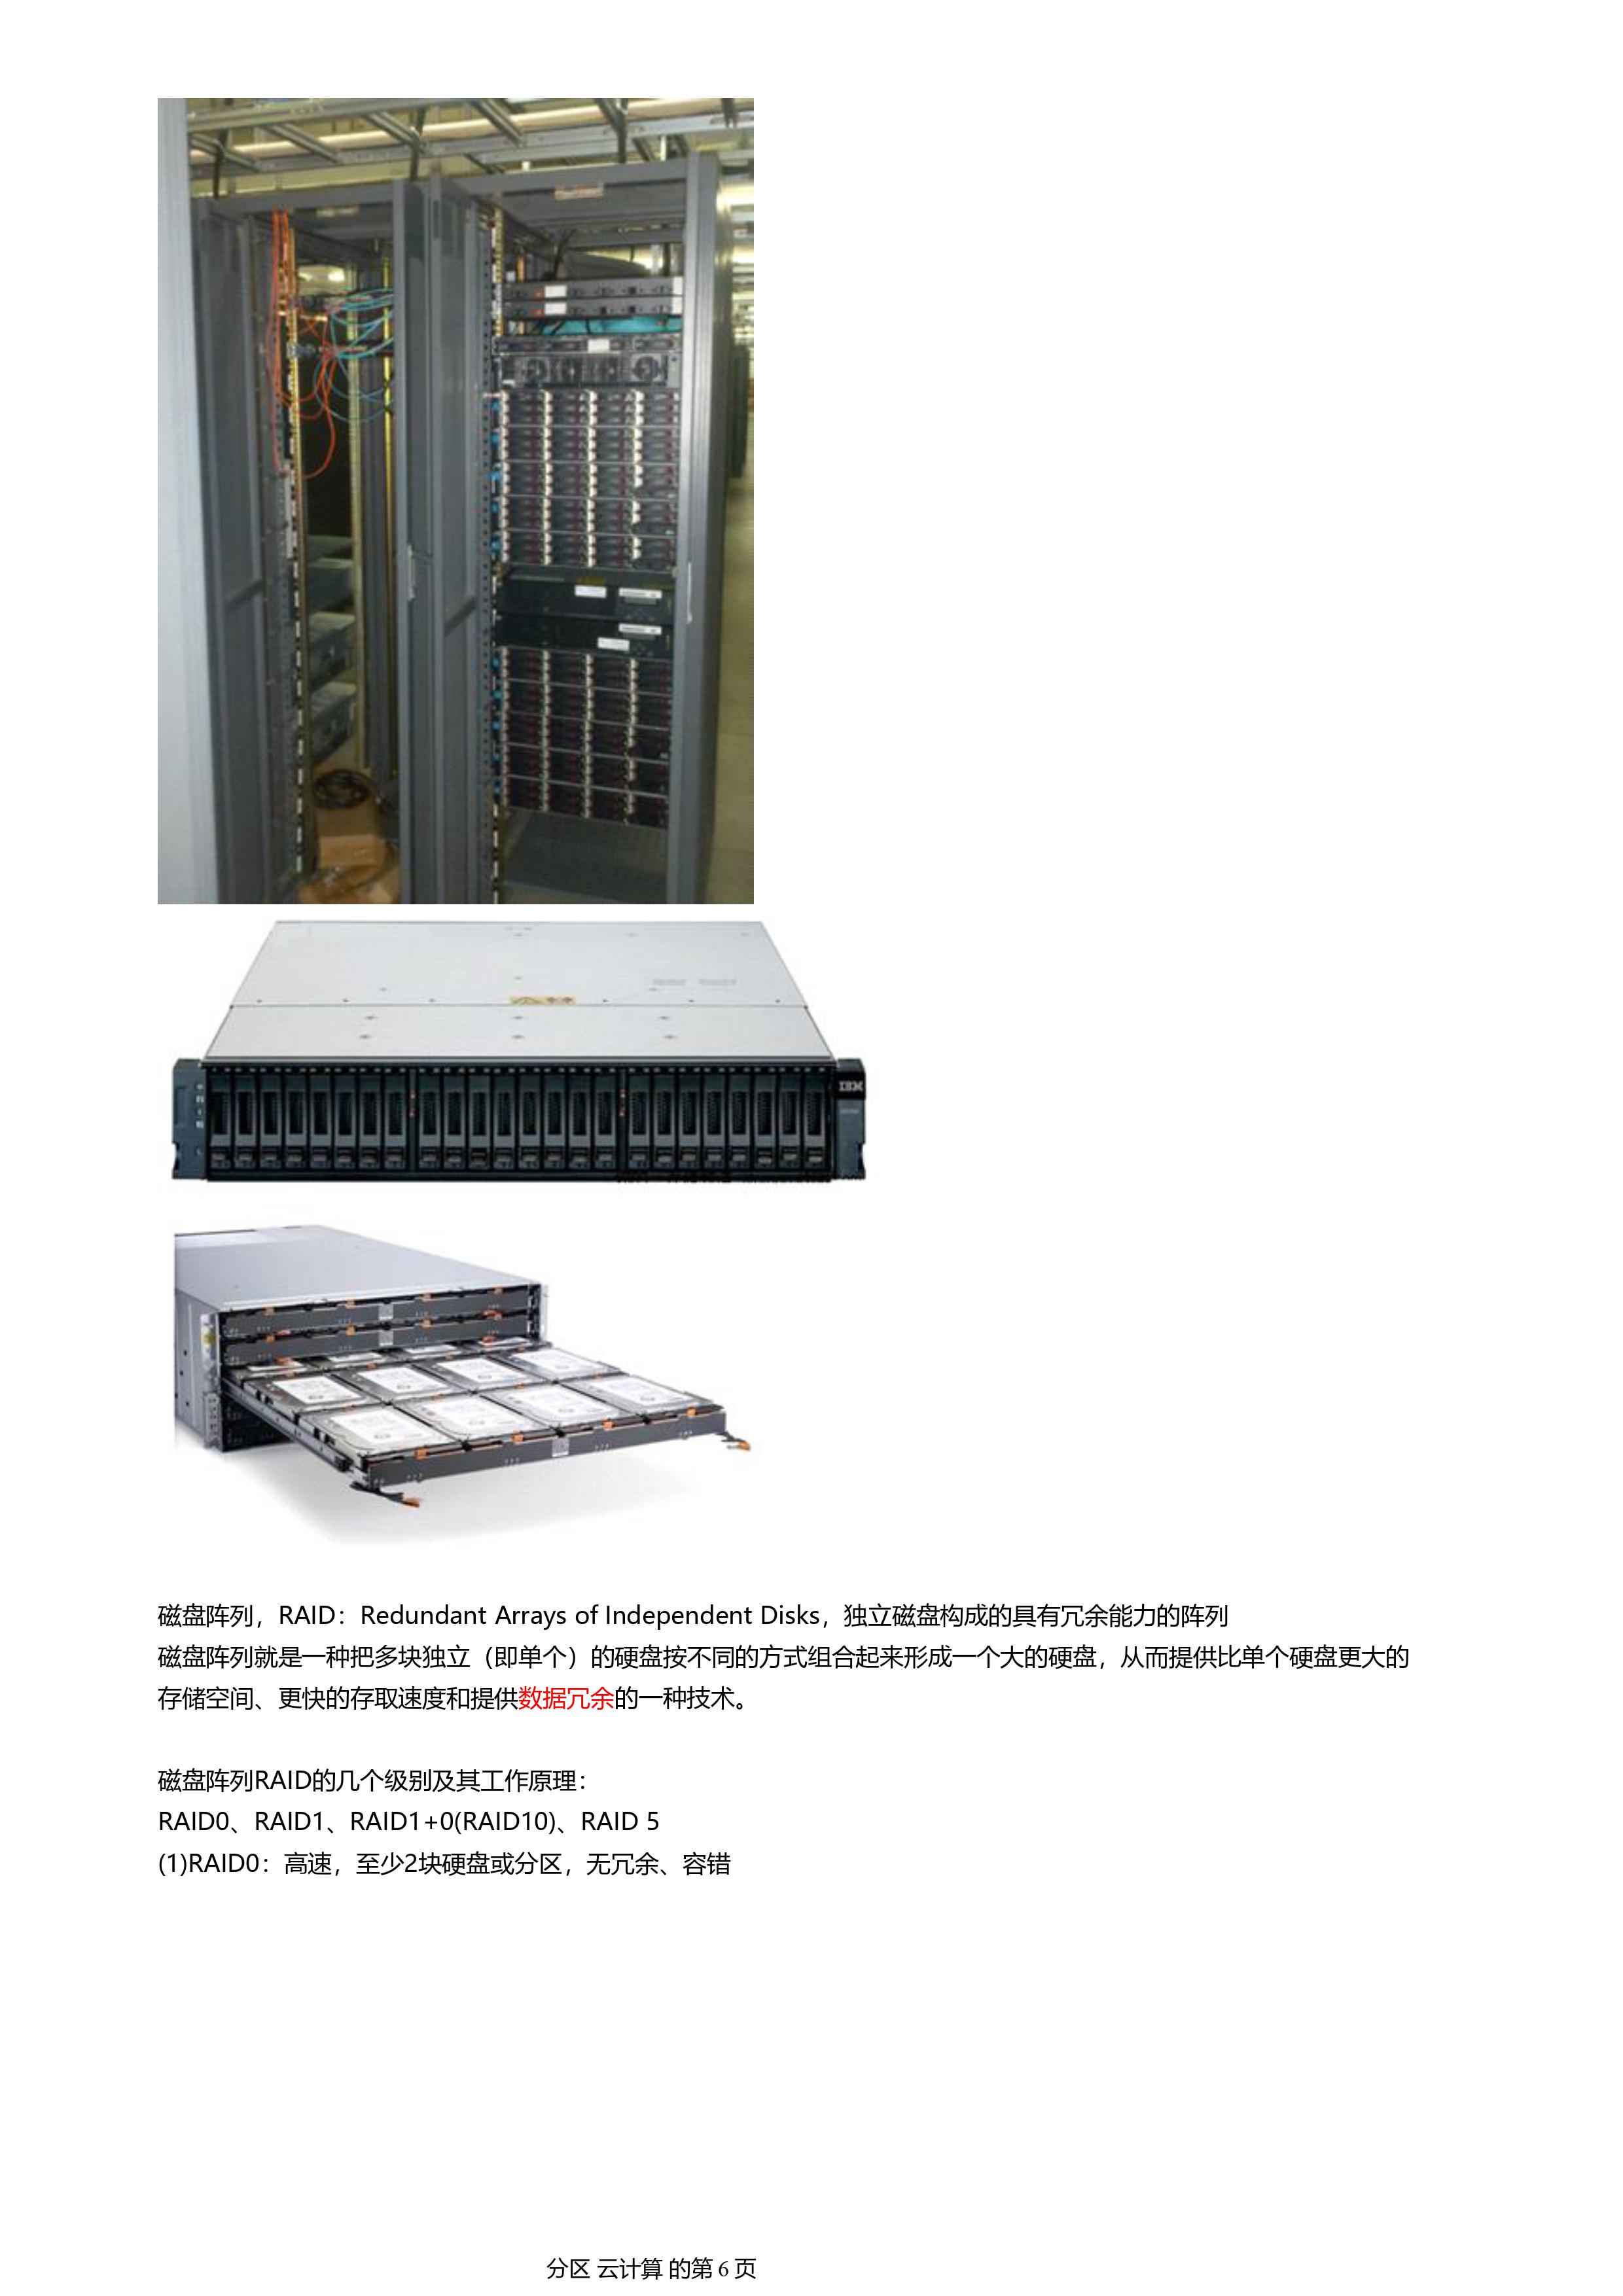 IBM
磁盘阵列，RAID：Redundant Arrays of Independent Disks，独立磁盘构成的具有冗余能力的阵列
磁盘阵列就是一种把多块独立（即单个）的硬盘按不同的方式组合起来形成一个大的硬盘，从而提供比单个硬盘更大的
存储空间、更快的存取速度和提供数据冗余的一种技术。
磁盘阵列RAID的几个级别及其工作原理：
RAID0、RAID1、RAID1+0(RAID10)、RAID 5
(1)RAID0：高速，至少2块硬盘或分区，无冗余、容错
分区 云计算 的第 6 页